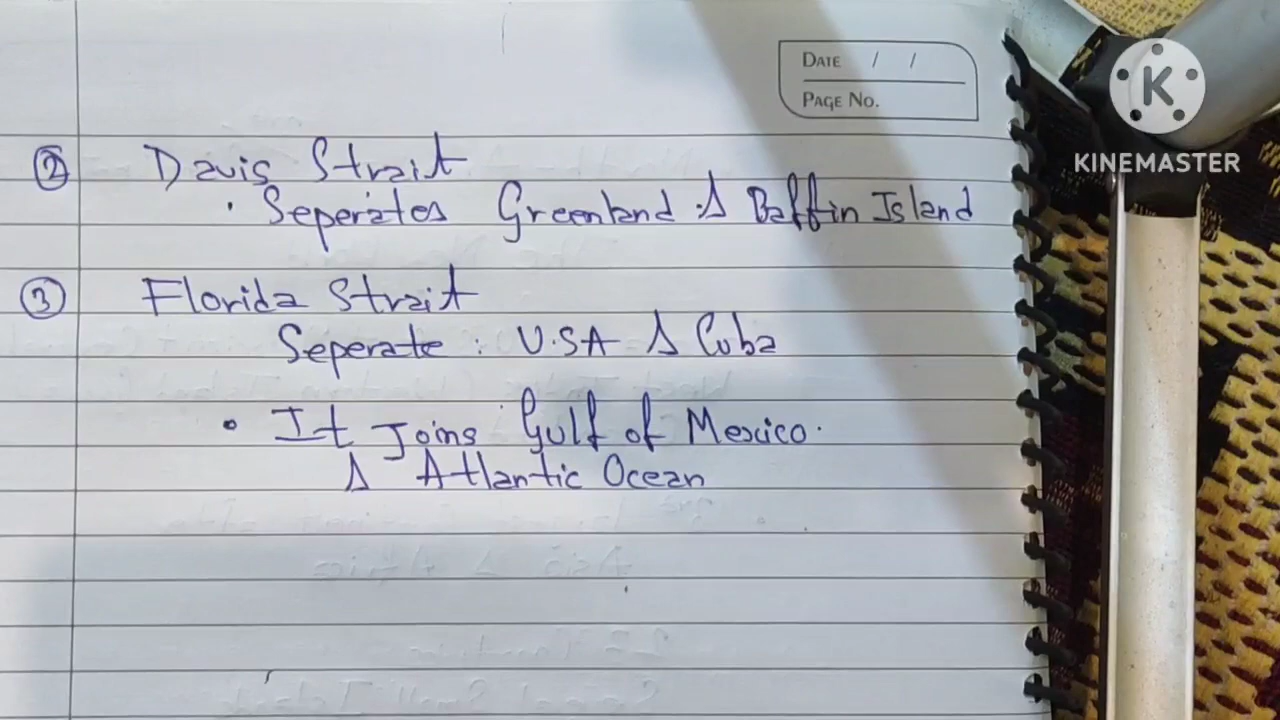 DATE / /
PAGE NO.
K
KINEMASTER
② Davis Strait
· Seperates Greenland & Baffin Island
③ Florida Strait
Seperate : U.S.A & Cuba
• It Joins Gulf of Mexico.
& Atlantic Ocean